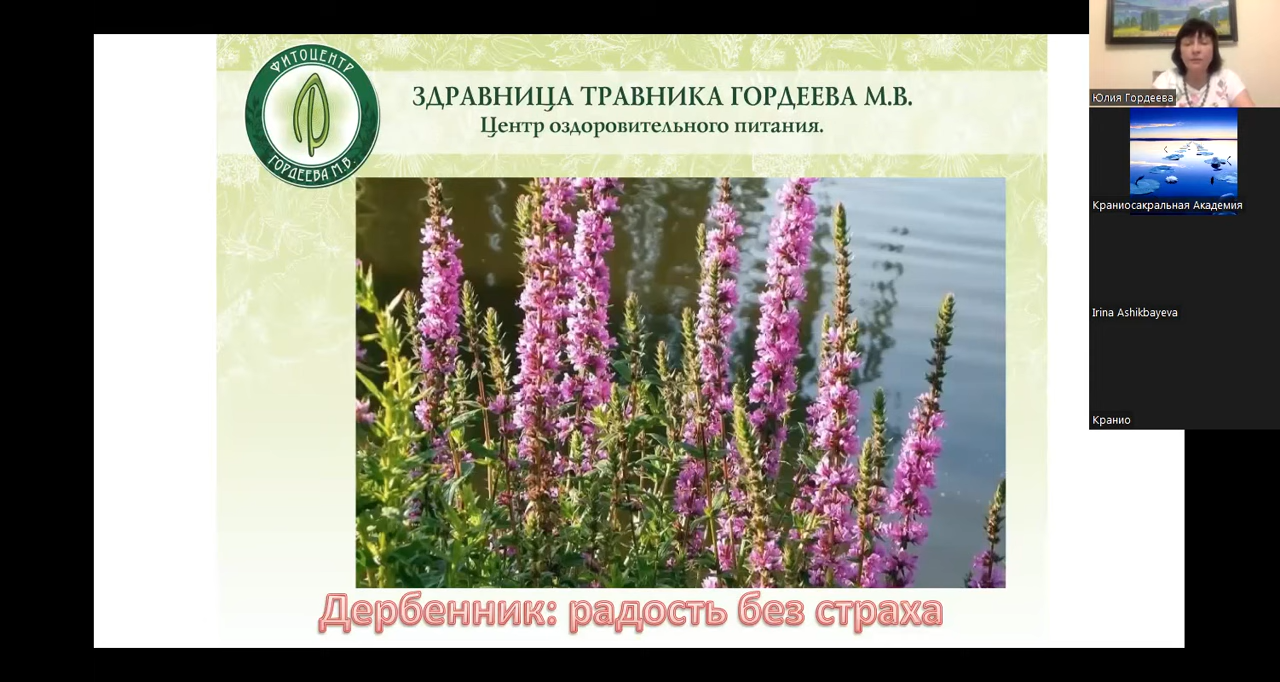 ФИТОЦЕНТР
ГОРДЕЕВА М.В.
ЗДРАВНИЦА ТРАВНИКА ГОРДЕЕВА М.В.
Центр оздоровительного питания.
Дербенник: радость без страха
Юлия Гордеева
Краниосакральная Академия
Irina Ashikbayeva
Кранио